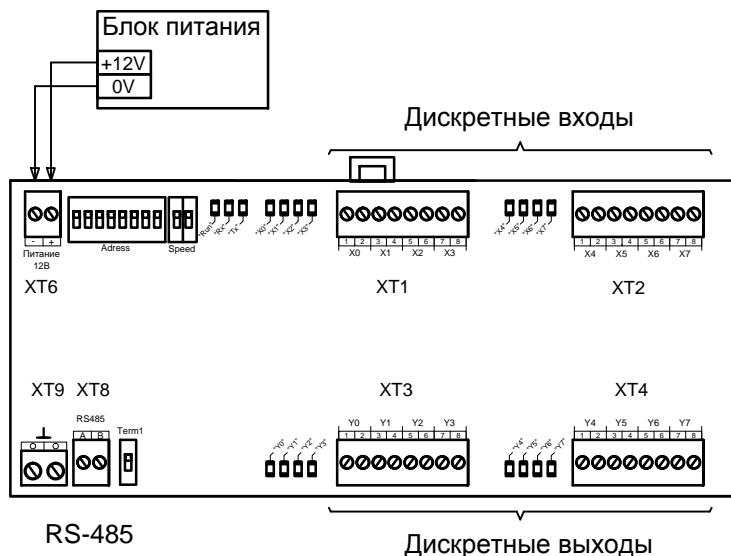 Блок питания
+12V
0V
Дискретные входы
- +
Питание
12В
Adress
Speed
"Run" "Rx" "Tx"
"X0" "X1" "X2" "X3"
1 2 3 4 5 6 7 8
X0 X1 X2 X3
"X4" "X5" "X6" "X7"
1 2 3 4 5 6 7 8
X4 X5 X6 X7
XT6
XT1
XT2
XT9 XT8
XT3
XT4
RS485
A B
Term1
"Y0" "Y1" "Y2" "Y3"
Y0 Y1 Y2 Y3
1 2 3 4 5 6 7 8
"Y4" "Y5" "Y6" "Y7"
Y4 Y5 Y6 Y7
1 2 3 4 5 6 7 8
RS-485
Дискретные выходы